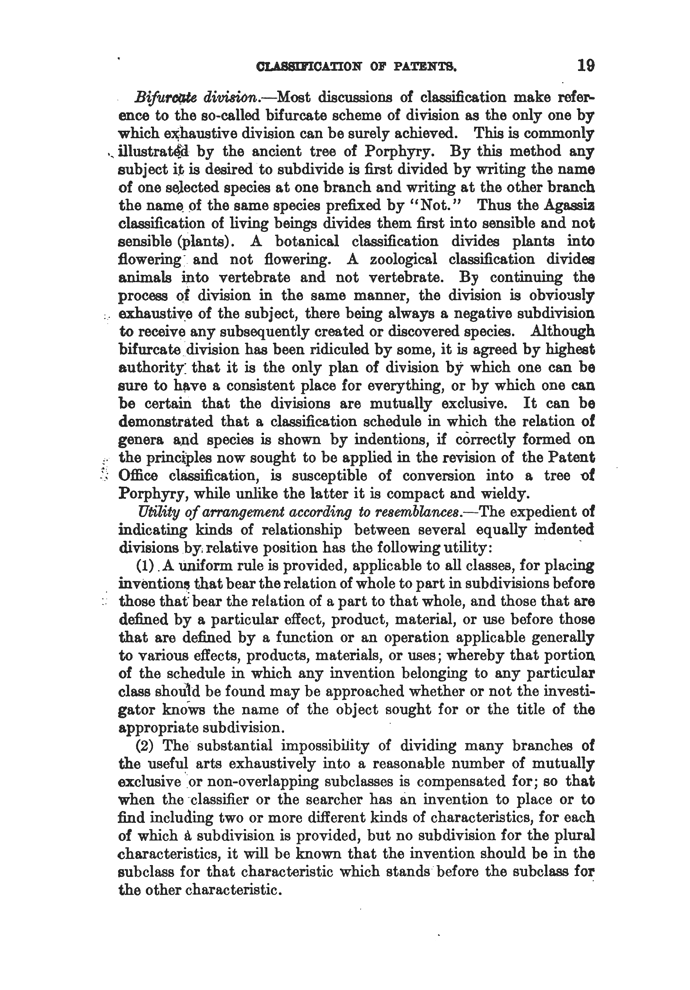 CLASSIFICATION OF PATENTS. 19
Bifurcate division.—Most discussions of classification make refer-
ence to the so-called bifurcate scheme of division as the only one by
which exhaustive division can be surely achieved. This is commonly
illustrated by the ancient tree of Porphyry. By this method any
subject it is desired to subdivide is first divided by writing the name
of one selected species at one branch and writing at the other branch
the name of the same species prefixed by “Not.” Thus the Agassiz
classification of living beings divides them first into sensible and not
sensible (plants). A botanical classification divides plants into
flowering and not flowering. A zoological classification divides
animals into vertebrate and not vertebrate. By continuing the
process of division in the same manner, the division is obviously
exhaustive of the subject, there being always a negative subdivision
to receive any subsequently created or discovered species. Although
bifurcate division has been ridiculed by some, it is agreed by highest
authority that it is the only plan of division by which one can be
sure to have a consistent place for everything, or by which one can
be certain that the divisions are mutually exclusive. It can be
demonstrated that a classification schedule in which the relation of
genera and species is shown by indentions, if correctly formed on
the principles now sought to be applied in the revision of the Patent
Office classification, is susceptible of conversion into a tree of
Porphyry, while unlike the latter it is compact and wieldy.
Utility of arrangement according to resemblances.—The expedient of
indicating kinds of relationship between several equally indented
divisions by relative position has the following utility:
(1) A uniform rule is provided, applicable to all classes, for placing
inventions that bear the relation of whole to part in subdivisions before
those that bear the relation of a part to that whole, and those that are
defined by a particular effect, product, material, or use before those
that are defined by a function or an operation applicable generally
to various effects, products, materials, or uses; whereby that portion
of the schedule in which any invention belonging to any particular
class should be found may be approached whether or not the investi-
gator knows the name of the object sought for or the title of the
appropriate subdivision.
(2) The substantial impossibility of dividing many branches of
the useful arts exhaustively into a reasonable number of mutually
exclusive or non-overlapping subclasses is compensated for; so that
when the classifier or the searcher has an invention to place or to
find including two or more different kinds of characteristics, for each
of which a subdivision is provided, but no subdivision for the plural
characteristics, it will be known that the invention should be in the
subclass for that characteristic which stands before the subclass for
the other characteristic.